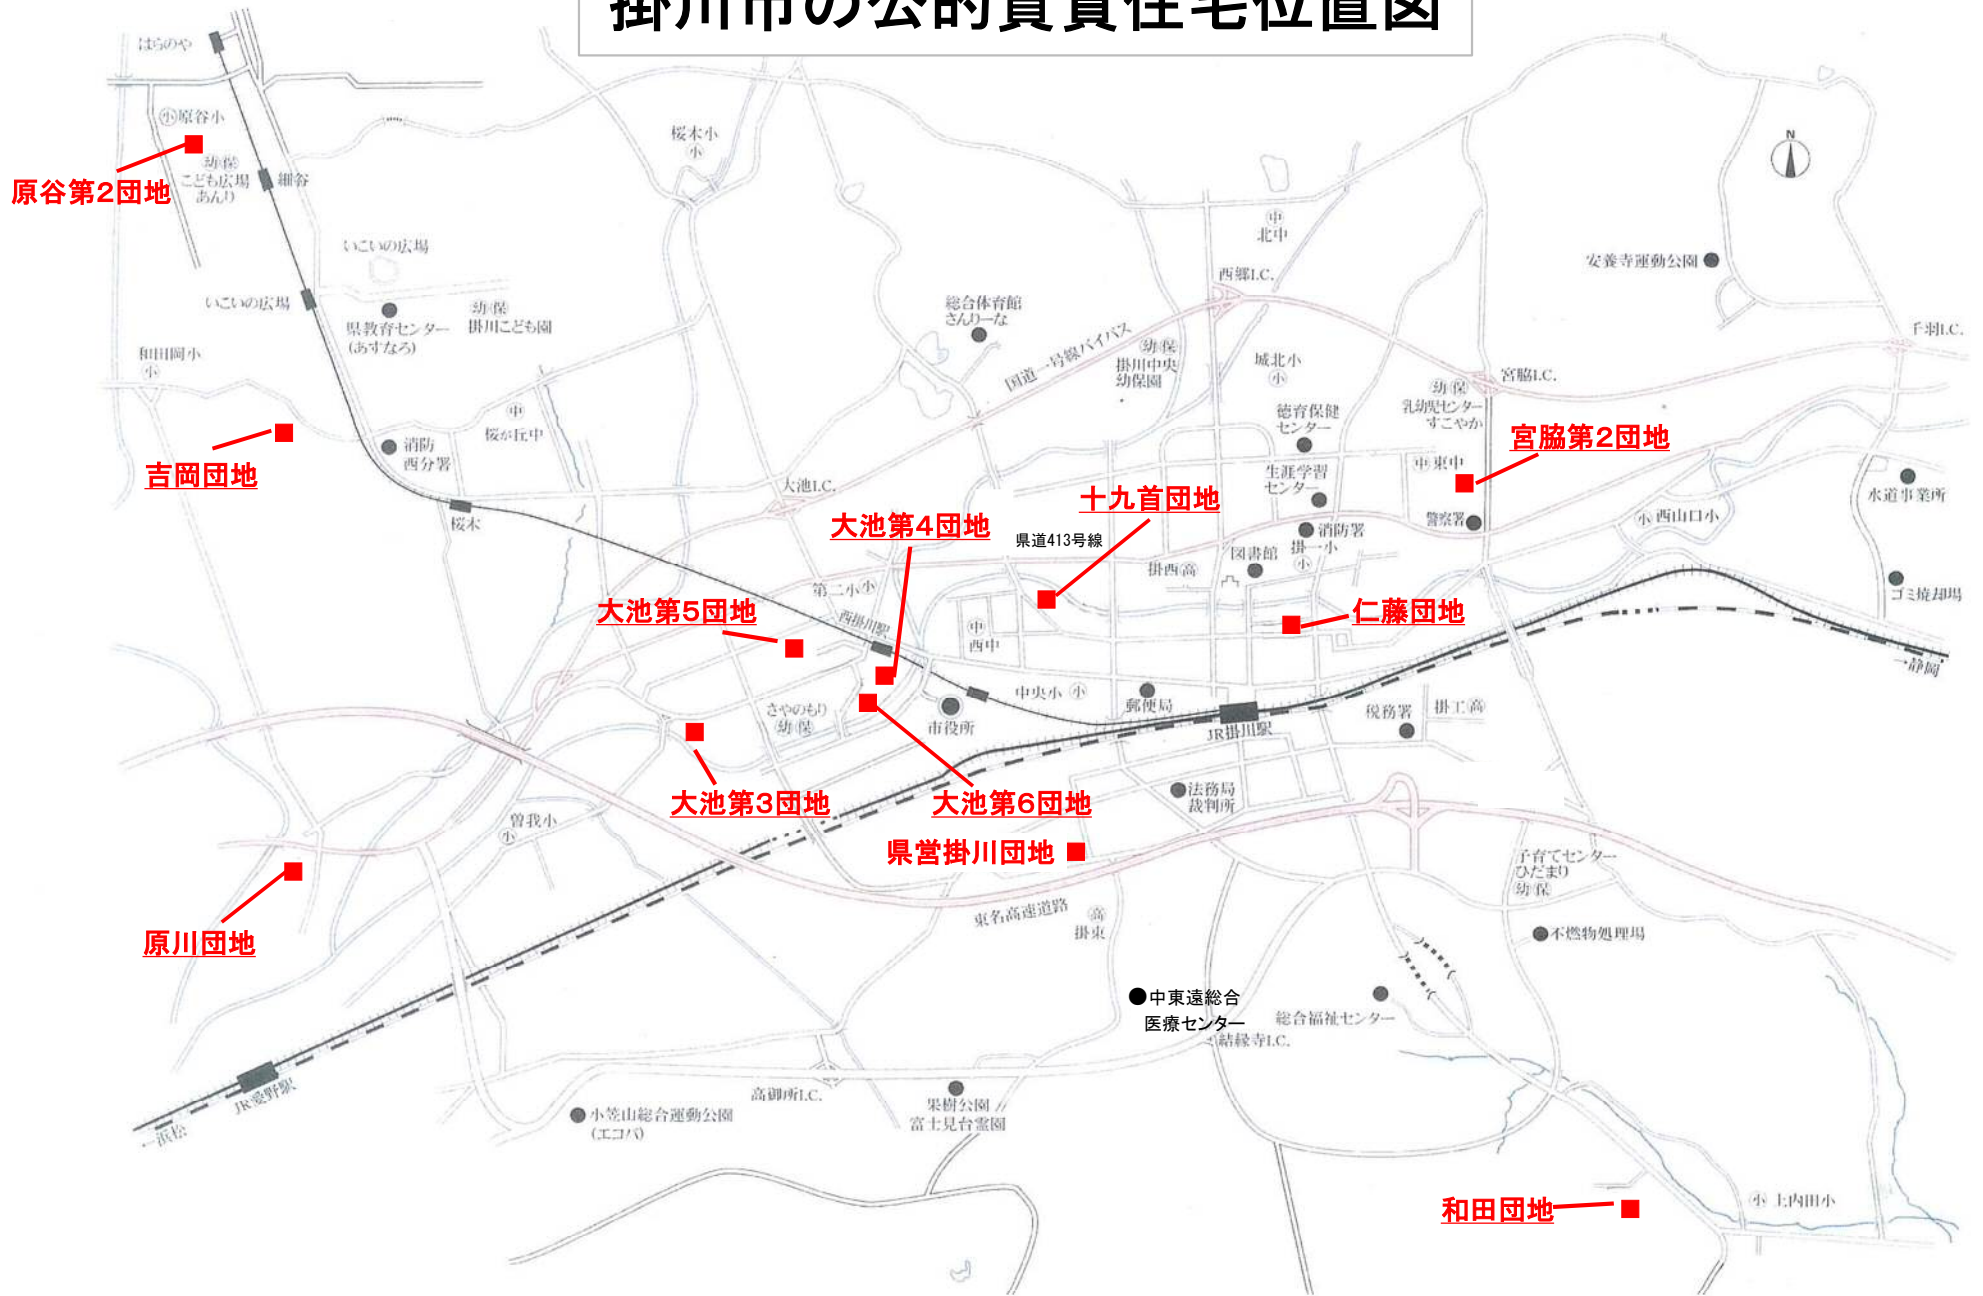 掛川市の公的賃貸住宅位置図
はらのや
小原谷小
原谷第2団地
幼保
こども広場
あんり
細谷
桜木小
小
N
いこいの広場
いこいの広場
県教育センター
(あすなろ)
幼保
掛川こども園
総合体育館
さんりーな
中
北中
西郷I.C.
安養寺運動公園
千羽I.C.
和田岡小
小
国道一号線バイパス
幼保
掛川中央
幼保園
城北小
小
宮脇I.C.
幼保
乳幼児センター
すこやか
徳育保健
センター
中
桜が丘中
消防
西分署
吉岡団地
宮脇第2団地
中東中
生涯学習
センター
水道事業所
大池I.C.
十九首団地
桜木
大池第4団地
県道413号線
消防署
掛一小
小
警察署
小西山口小
図書館
掛西高
第二小小
大池第5団地
西掛川駅
中
西中
仁藤団地
ゴミ焼却場
→静岡
中央小小
郵便局
さやのもり
幼保
市役所
JR掛川駅
税務署
掛工高
大池第3団地
大池第6団地
法務局
裁判所
曽我小
小
県営掛川団地
子育てセンター
ひだまり
幼保
原川団地
東名高速道路
高
掛東
不燃物処理場
中東遠総合
医療センター
総合福祉センター
結縁寺I.C.
JR愛野駅
←浜松
高御所I.C.
小笠山総合運動公園
(エコパ)
果樹公園
富士見台霊園
和田団地
小上内田小